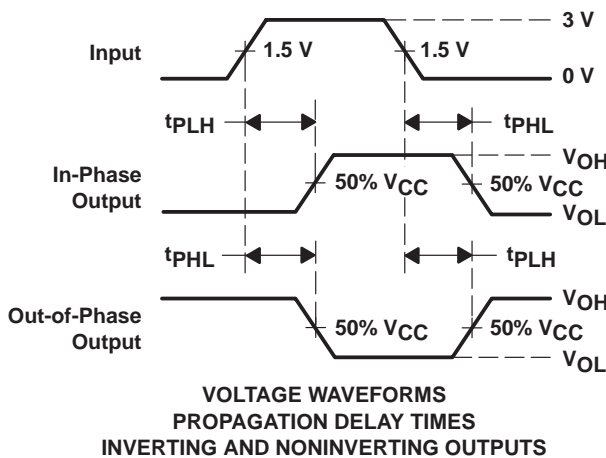 3 V
Input
1.5 V
1.5 V
0 V
tPLH
tPHL
In-Phase
Output
50% VCC
50% VCC
VOH
VOL
tPHL
tPLH
Out-of-Phase
Output
50% VCC
50% VCC
VOH
VOL
VOLTAGE WAVEFORMS
PROPAGATION DELAY TIMES
INVERTING AND NONINVERTING OUTPUTS